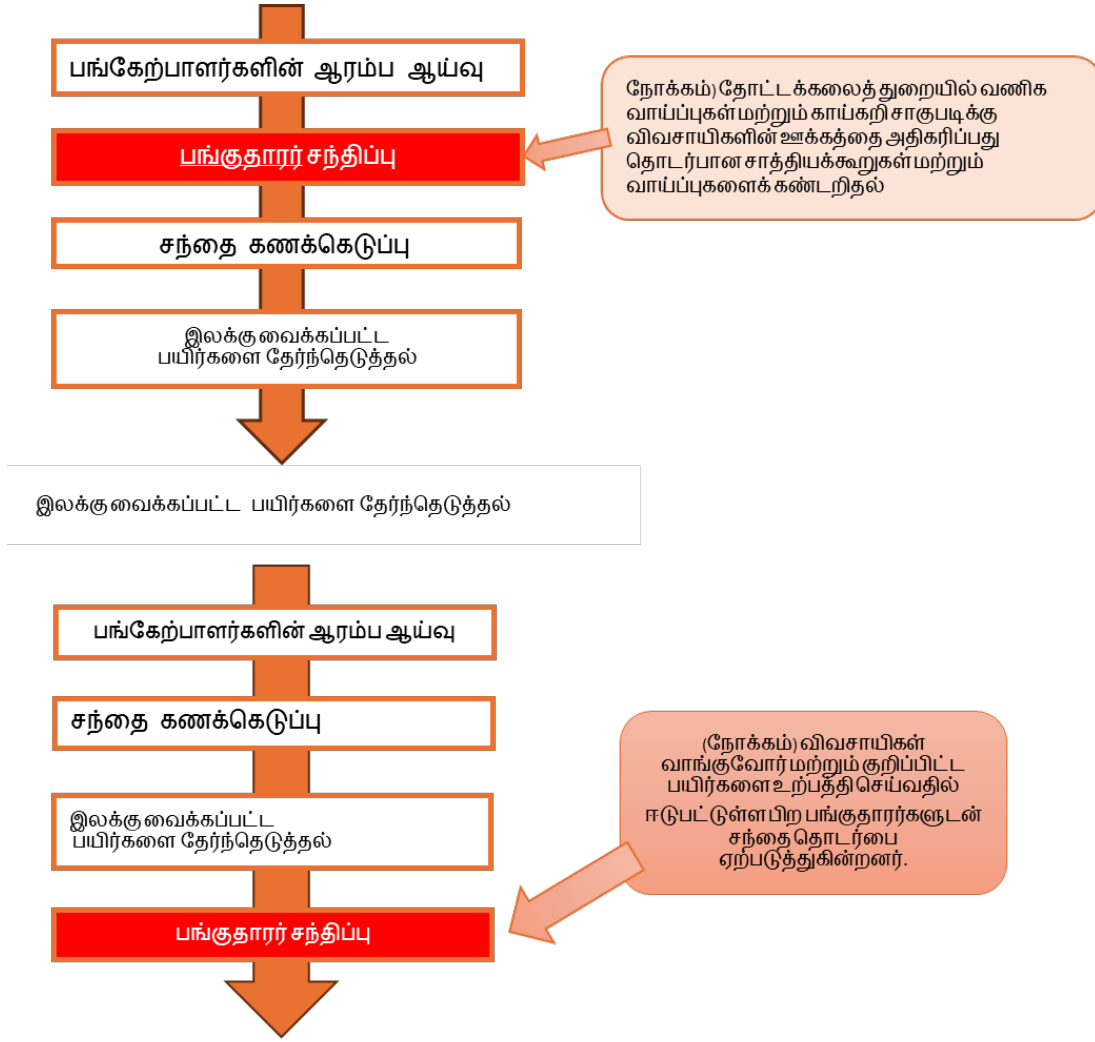 பங்கேற்பாளர்களின் ஆரம்ப ஆய்வு
பங்குதாரர் சந்திப்பு
நோக்கம்) தோட்டக்கலைத் துறையில் வணிக
வாய்ப்புகள் மற்றும் காய்கறி சாகுபடிக்கு
விவசாயிகளின் ஊக்கத்தை அதிகரிப்பது
தொடர்பான சாத்தியக்கூறுகள் மற்றும்
வாய்ப்புகளைக் கண்டறிதல்
சந்தை கணக்கெடுப்பு
இலக்கு வைக்கப்பட்ட
பயிர்களை தேர்ந்தெடுத்தல்
இலக்கு வைக்கப்பட்ட பயிர்களை தேர்ந்தெடுத்தல்
பங்கேற்பாளர்களின் ஆரம்ப ஆய்வு
சந்தை கணக்கெடுப்பு
இலக்கு வைக்கப்பட்ட
பயிர்களை தேர்ந்தெடுத்தல்
(நோக்கம்) விவசாயிகள்
வாங்குவோர் மற்றும் குறிப்பிட்ட
பயிர்களை உற்பத்தி செய்வதில்
ஈடுபட்டுள்ள பிற பங்குதாரர்களுடன்
சந்தை தொடர்பை
ஏற்படுத்துகின்றனர்.
பங்குதாரர் சந்திப்பு